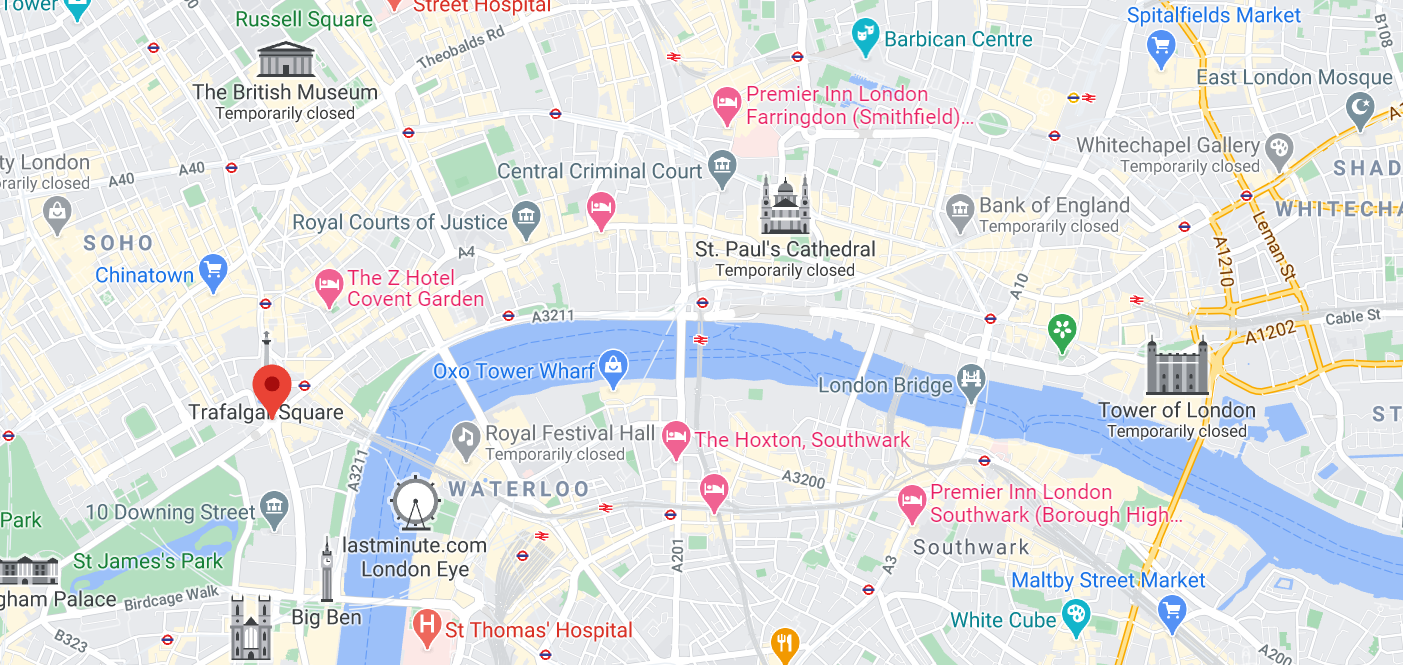 Tower
Russell Square
Street Hospital
Theobalds Rd
Barbican Centre
Spitalfields Market
B108
The British Museum
Temporarily closed
Premier Inn London
Farringdon (Smithfield)...
East London Mosque
ty London
rarily closed
A40
A40
Central Criminal Court
Whitechapel Gallery
Temporarily closed
SHAD
SOHO
Royal Courts of Justice
A4
St. Paul's Cathedral
Temporarily closed
Bank of England
Temporarily closed
WHITECHA
Leman St
A1210
Chinatown
The Z Hotel
Covent Garden
A3211
A10
Cable St
A1202
Oxo Tower Wharf
London Bridge
Trafalgar Square
Tower of London
Temporarily closed
ST
Royal Festival Hall
Temporarily closed
The Hoxton, Southwark
A3211
WATERLOO
A3200
Premier Inn London
Southwark (Borough High...
10 Downing Street
Park
St James's Park
lastminute.com
London Eye
A201
A3
Southwark
Maltby Street Market
gham Palace
Birdcage Walk
Big Ben
B323
St Thomas' Hospital
White Cube
A200